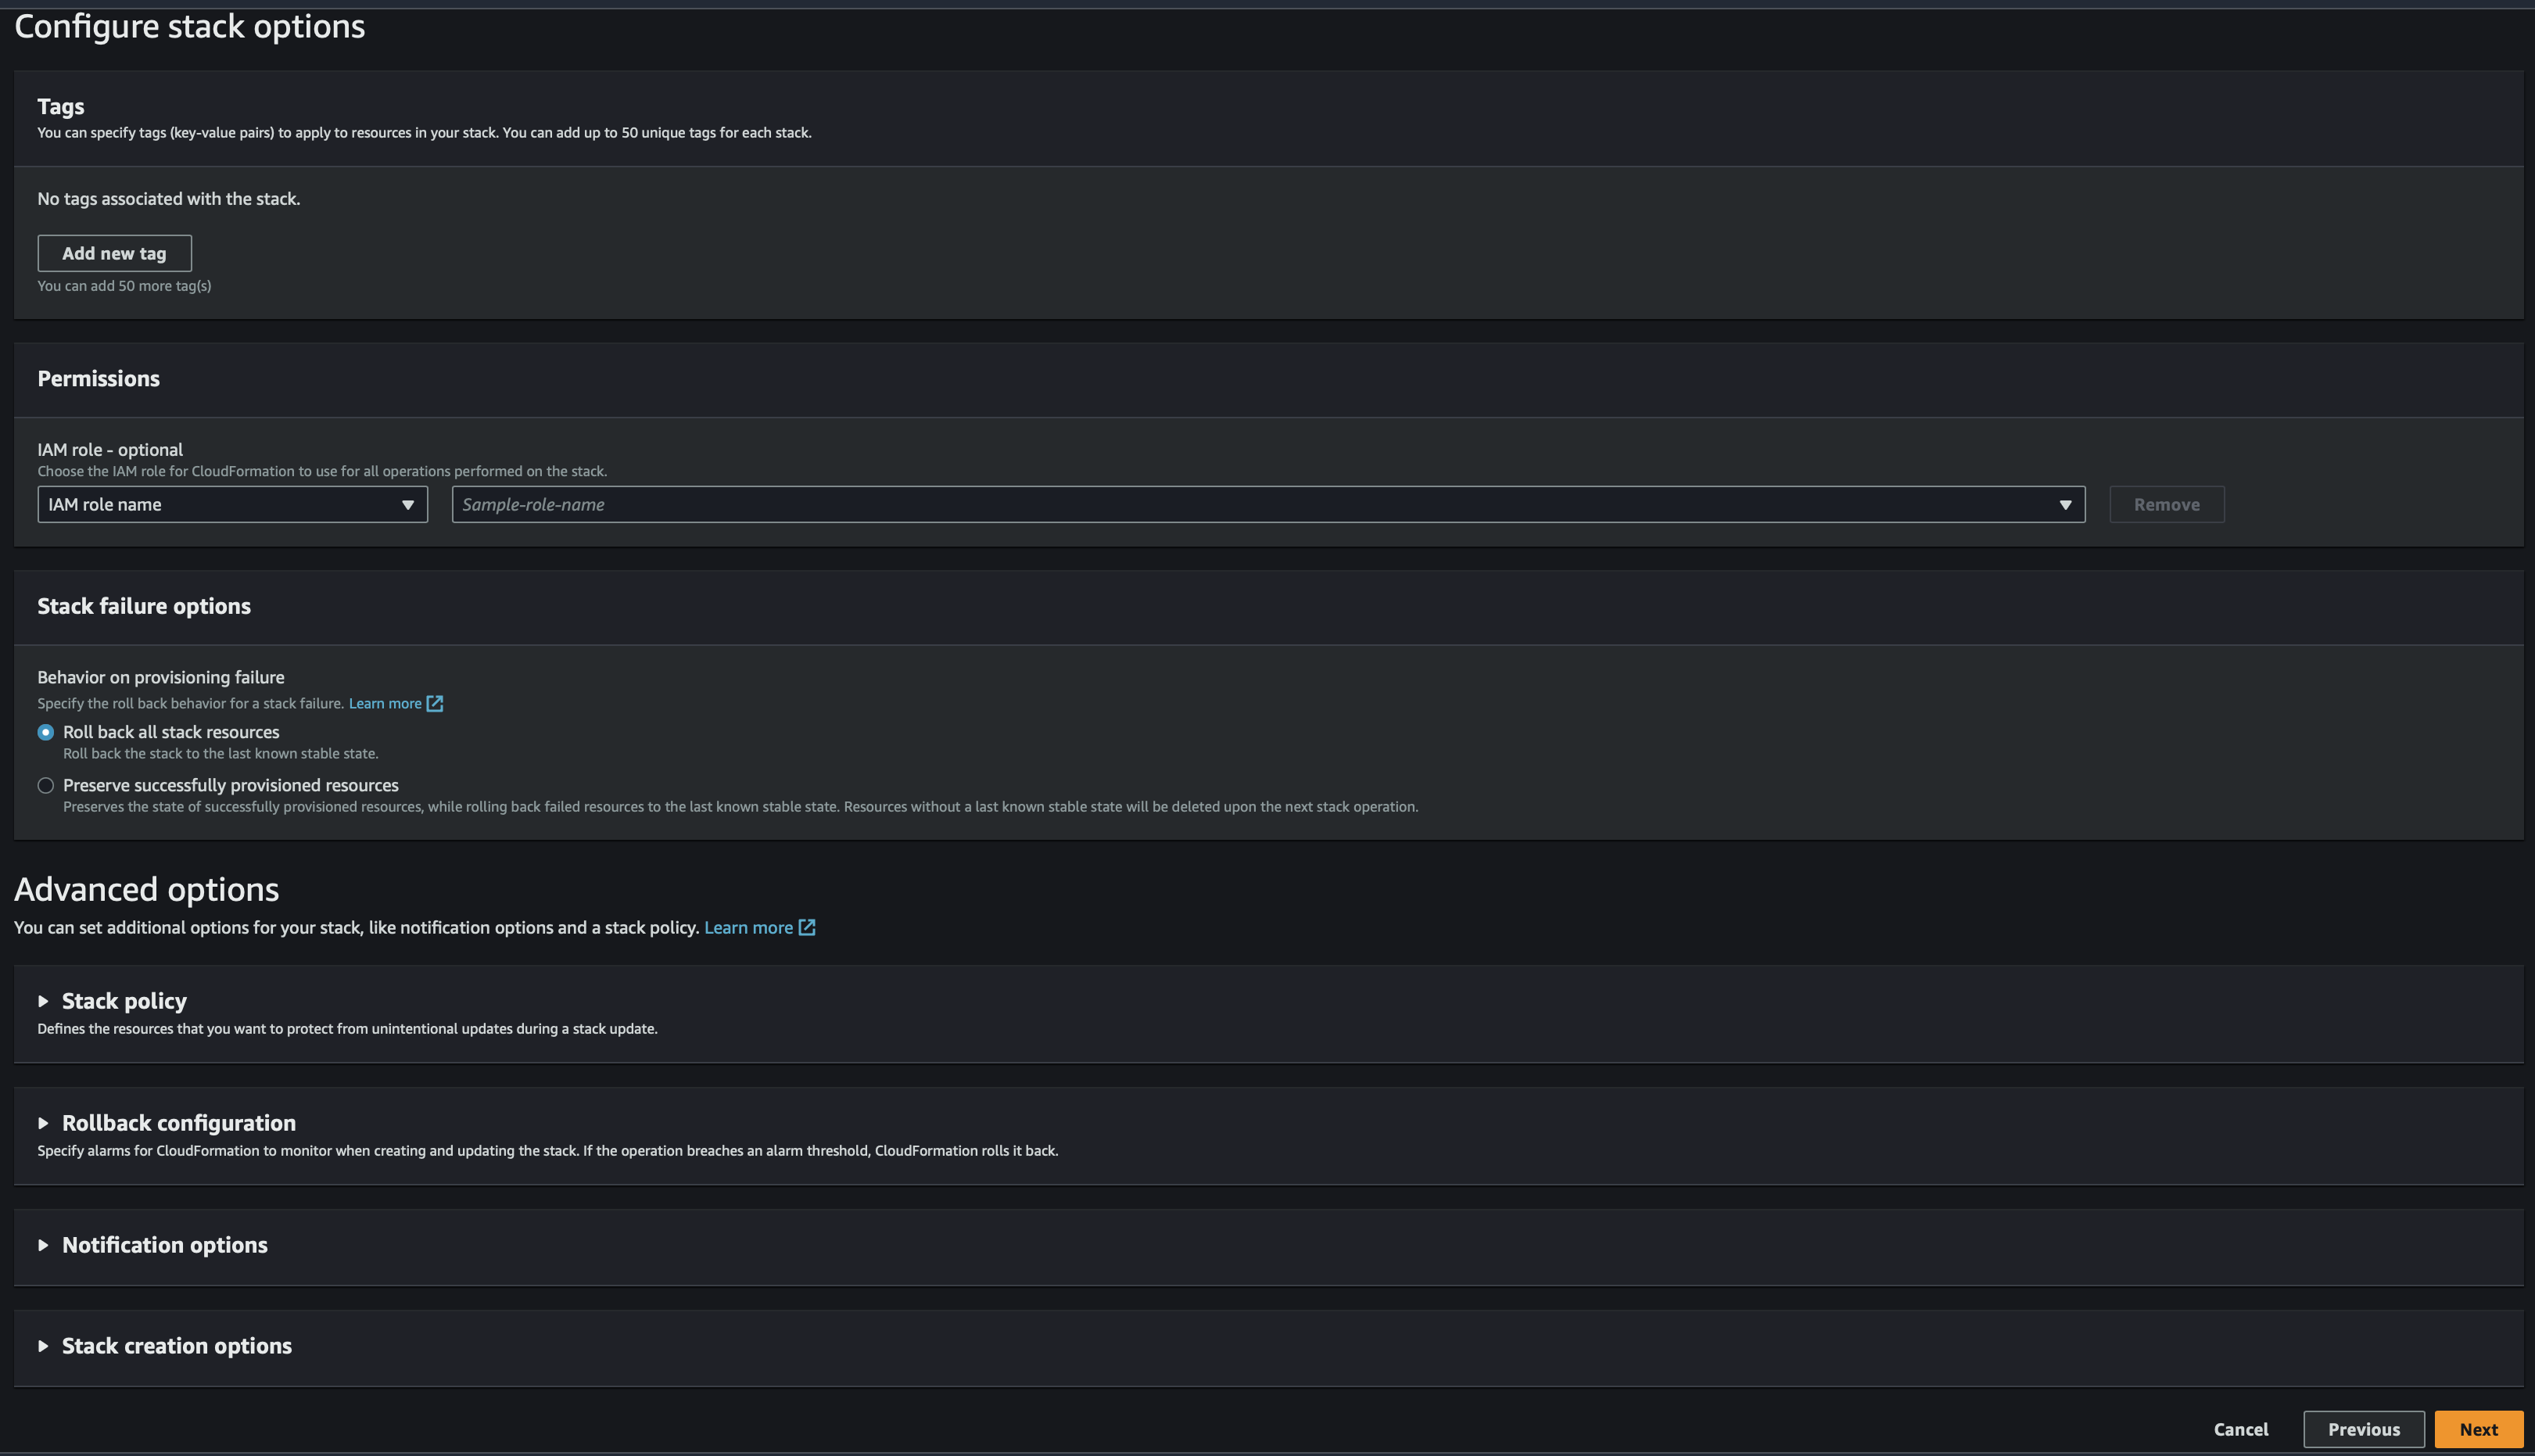 Configure stack options
Tags
You can specify tags (key-value pairs) to apply to resources in your stack. You can add up to 50 unique tags for each stack.
No tags associated with the stack.
Add new tag
You can add 50 more tag(s)
Permissions
IAM role - optional
Choose the IAM role for CloudFormation to use for all operations performed on the stack.
IAM role name Sample-role-name Remove
Stack failure options
Behavior on provisioning failure
Specify the roll back behavior for a stack failure. Learn more
Roll back all stack resources
Roll back the stack to the last known stable state.
Preserve successfully provisioned resources
Preserves the state of successfully provisioned resources, while rolling back failed resources to the last known stable state. Resources without a last known stable state will be deleted upon the next stack operation.
Advanced options
You can set additional options for your stack, like notification options and a stack policy. Learn more
Stack policy
Defines the resources that you want to protect from unintentional updates during a stack update.
Rollback configuration
Specify alarms for CloudFormation to monitor when creating and updating the stack. If the operation breaches an alarm threshold, CloudFormation rolls it back.
Notification options
Stack creation options
Cancel Previous Next